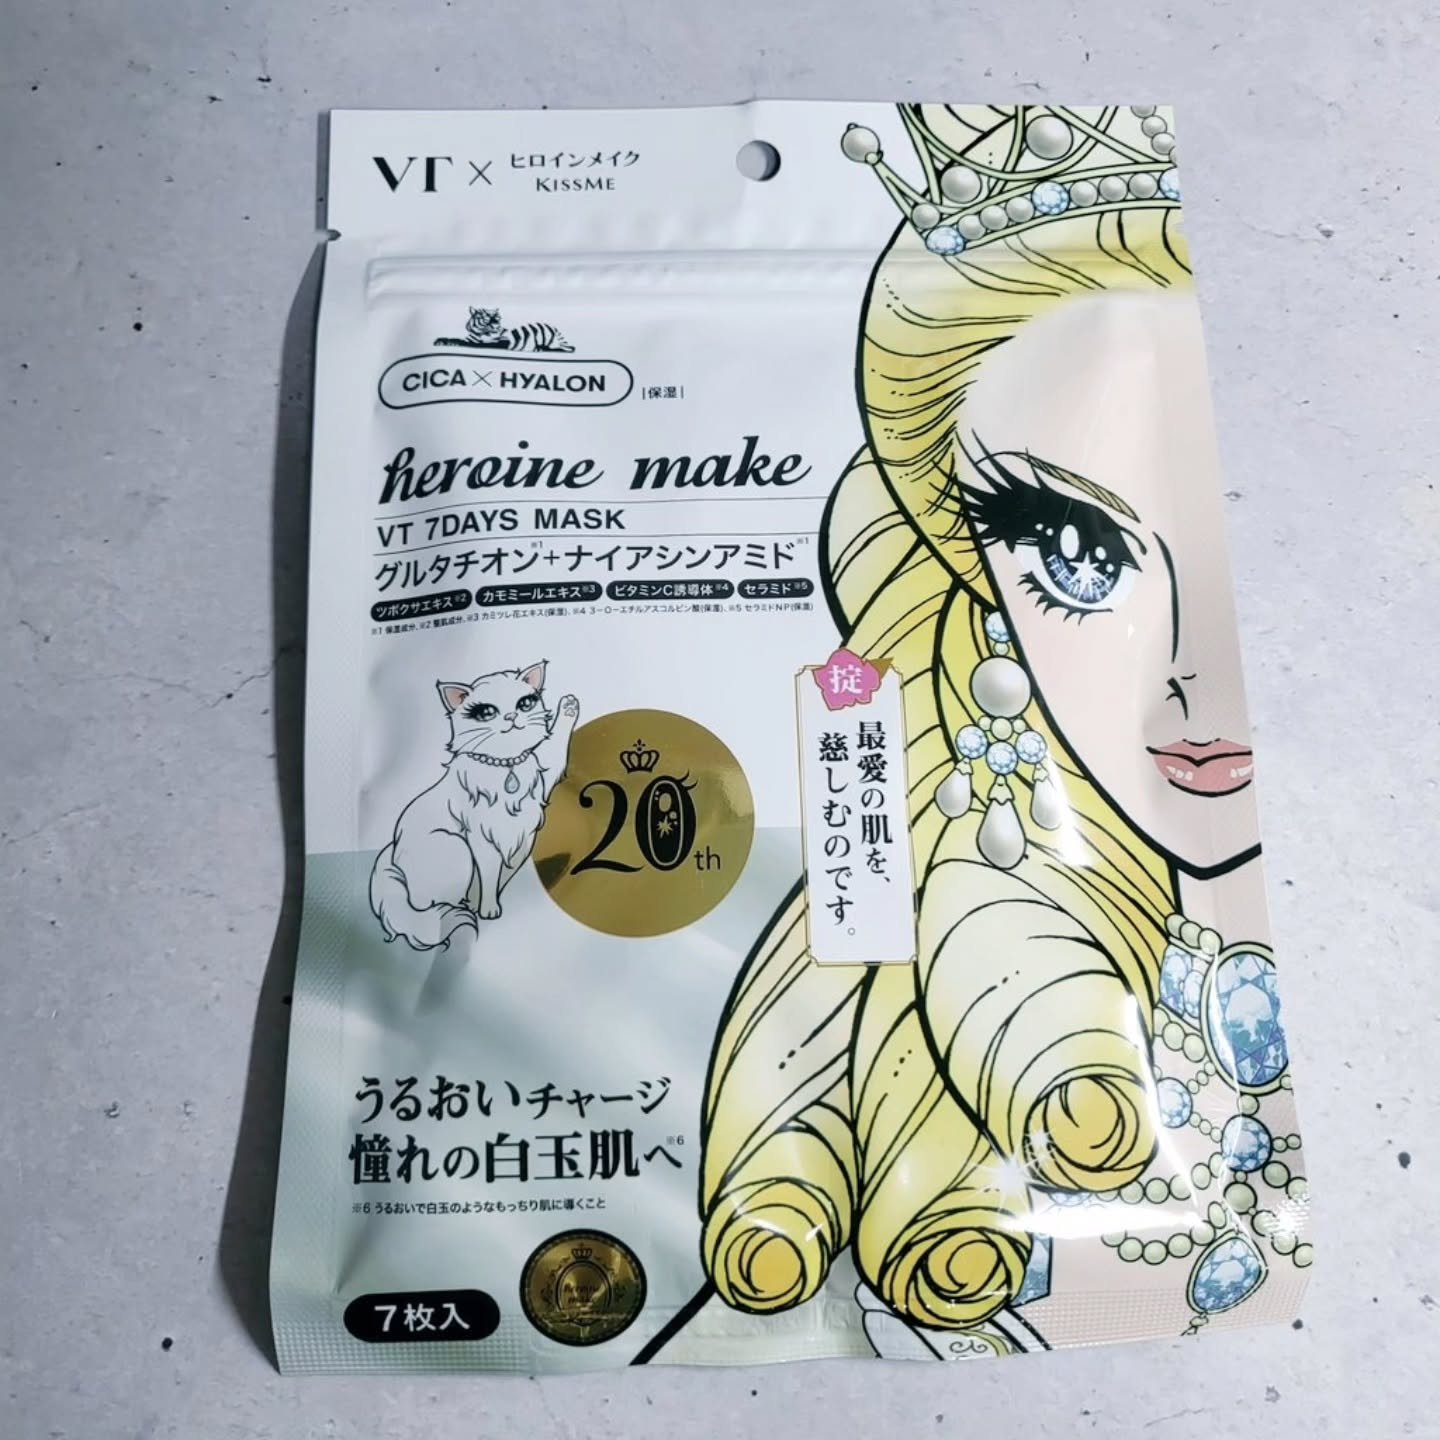 VT × ヒロインメイク
KISSME
CICA×HYALON |保湿|
heroine make
VT 7DAYS MASK
グルタチオン※1+ナイアシンアミド※1
ツボクサエキス※2 カモミールエキス※3 ビタミンC誘導体※4 セラミド※5
※1 保湿成分、※2 整肌成分、※3 カミツレ花エキス(保湿)、※4 3-O-エチルアスコルビン酸(保湿)、※5 セラミドNP(保湿)
掟
最愛の肌を、
慈しむのです。
20th
うるおいチャージ
憧れの白玉肌へ※6
※6 うるおいで白玉のようなもっちり肌に導くこと
7枚入
heroine
make